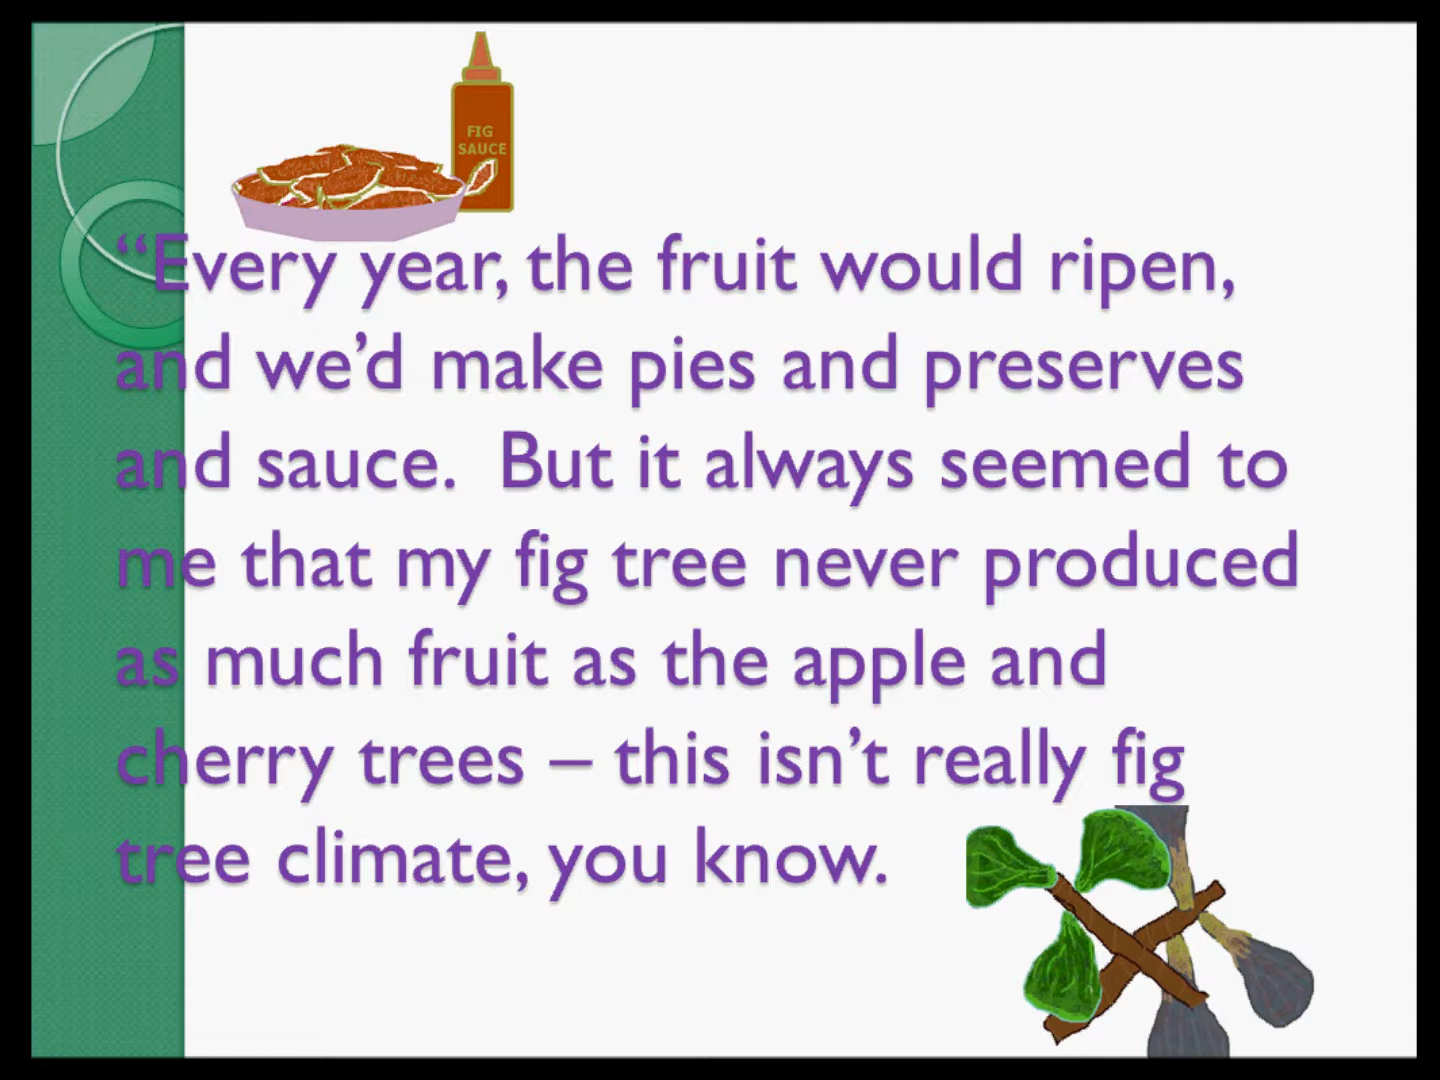 FIG
SAUCE
“Every year, the fruit would ripen,
and we’d make pies and preserves
and sauce.  But it always seemed to
me that my fig tree never produced
as much fruit as the apple and
cherry trees – this isn’t really fig
tree climate, you know.